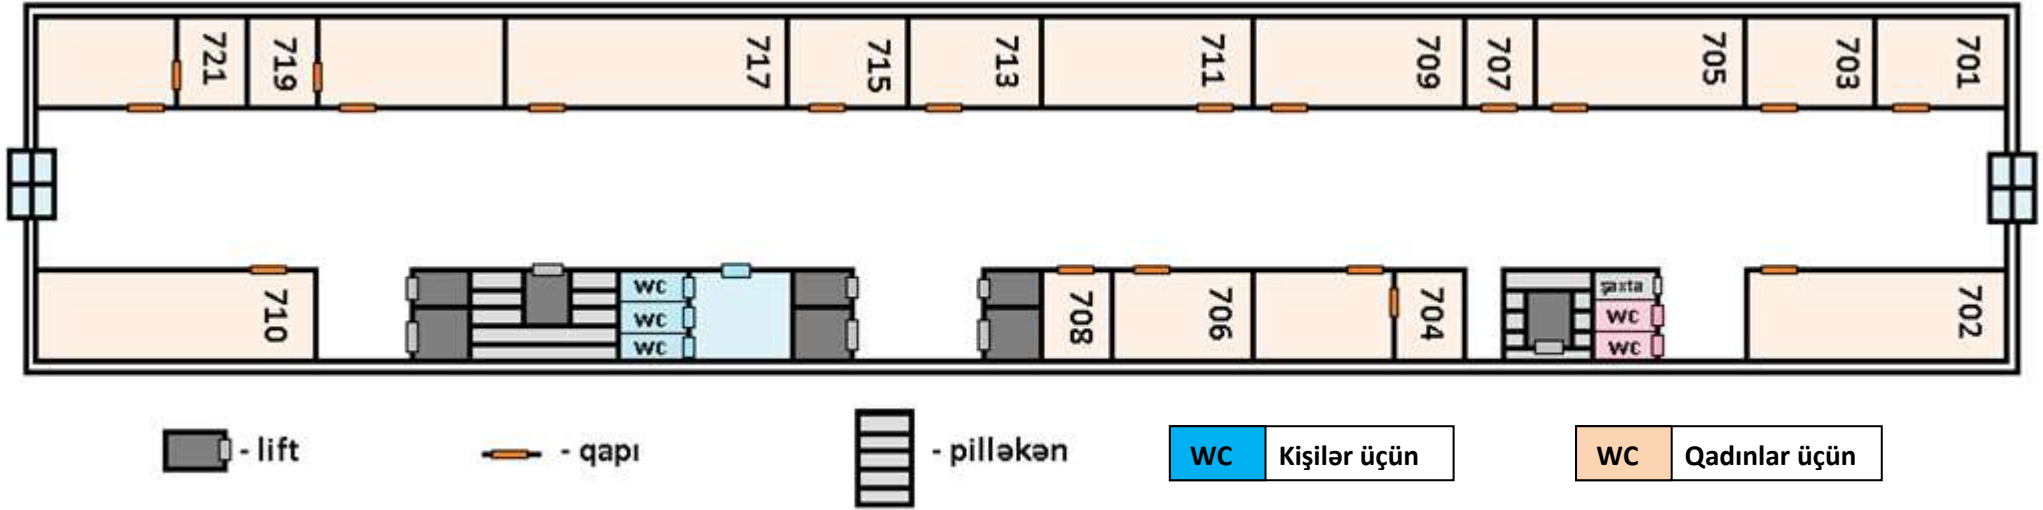 721 719 717 715 713 711 709 707 705 703 701
WC şaxta
WC WC
WC WC
710 708 706 704 702
- lift - qapı - pilləkən WC Kişilər üçün WC Qadınlar üçün